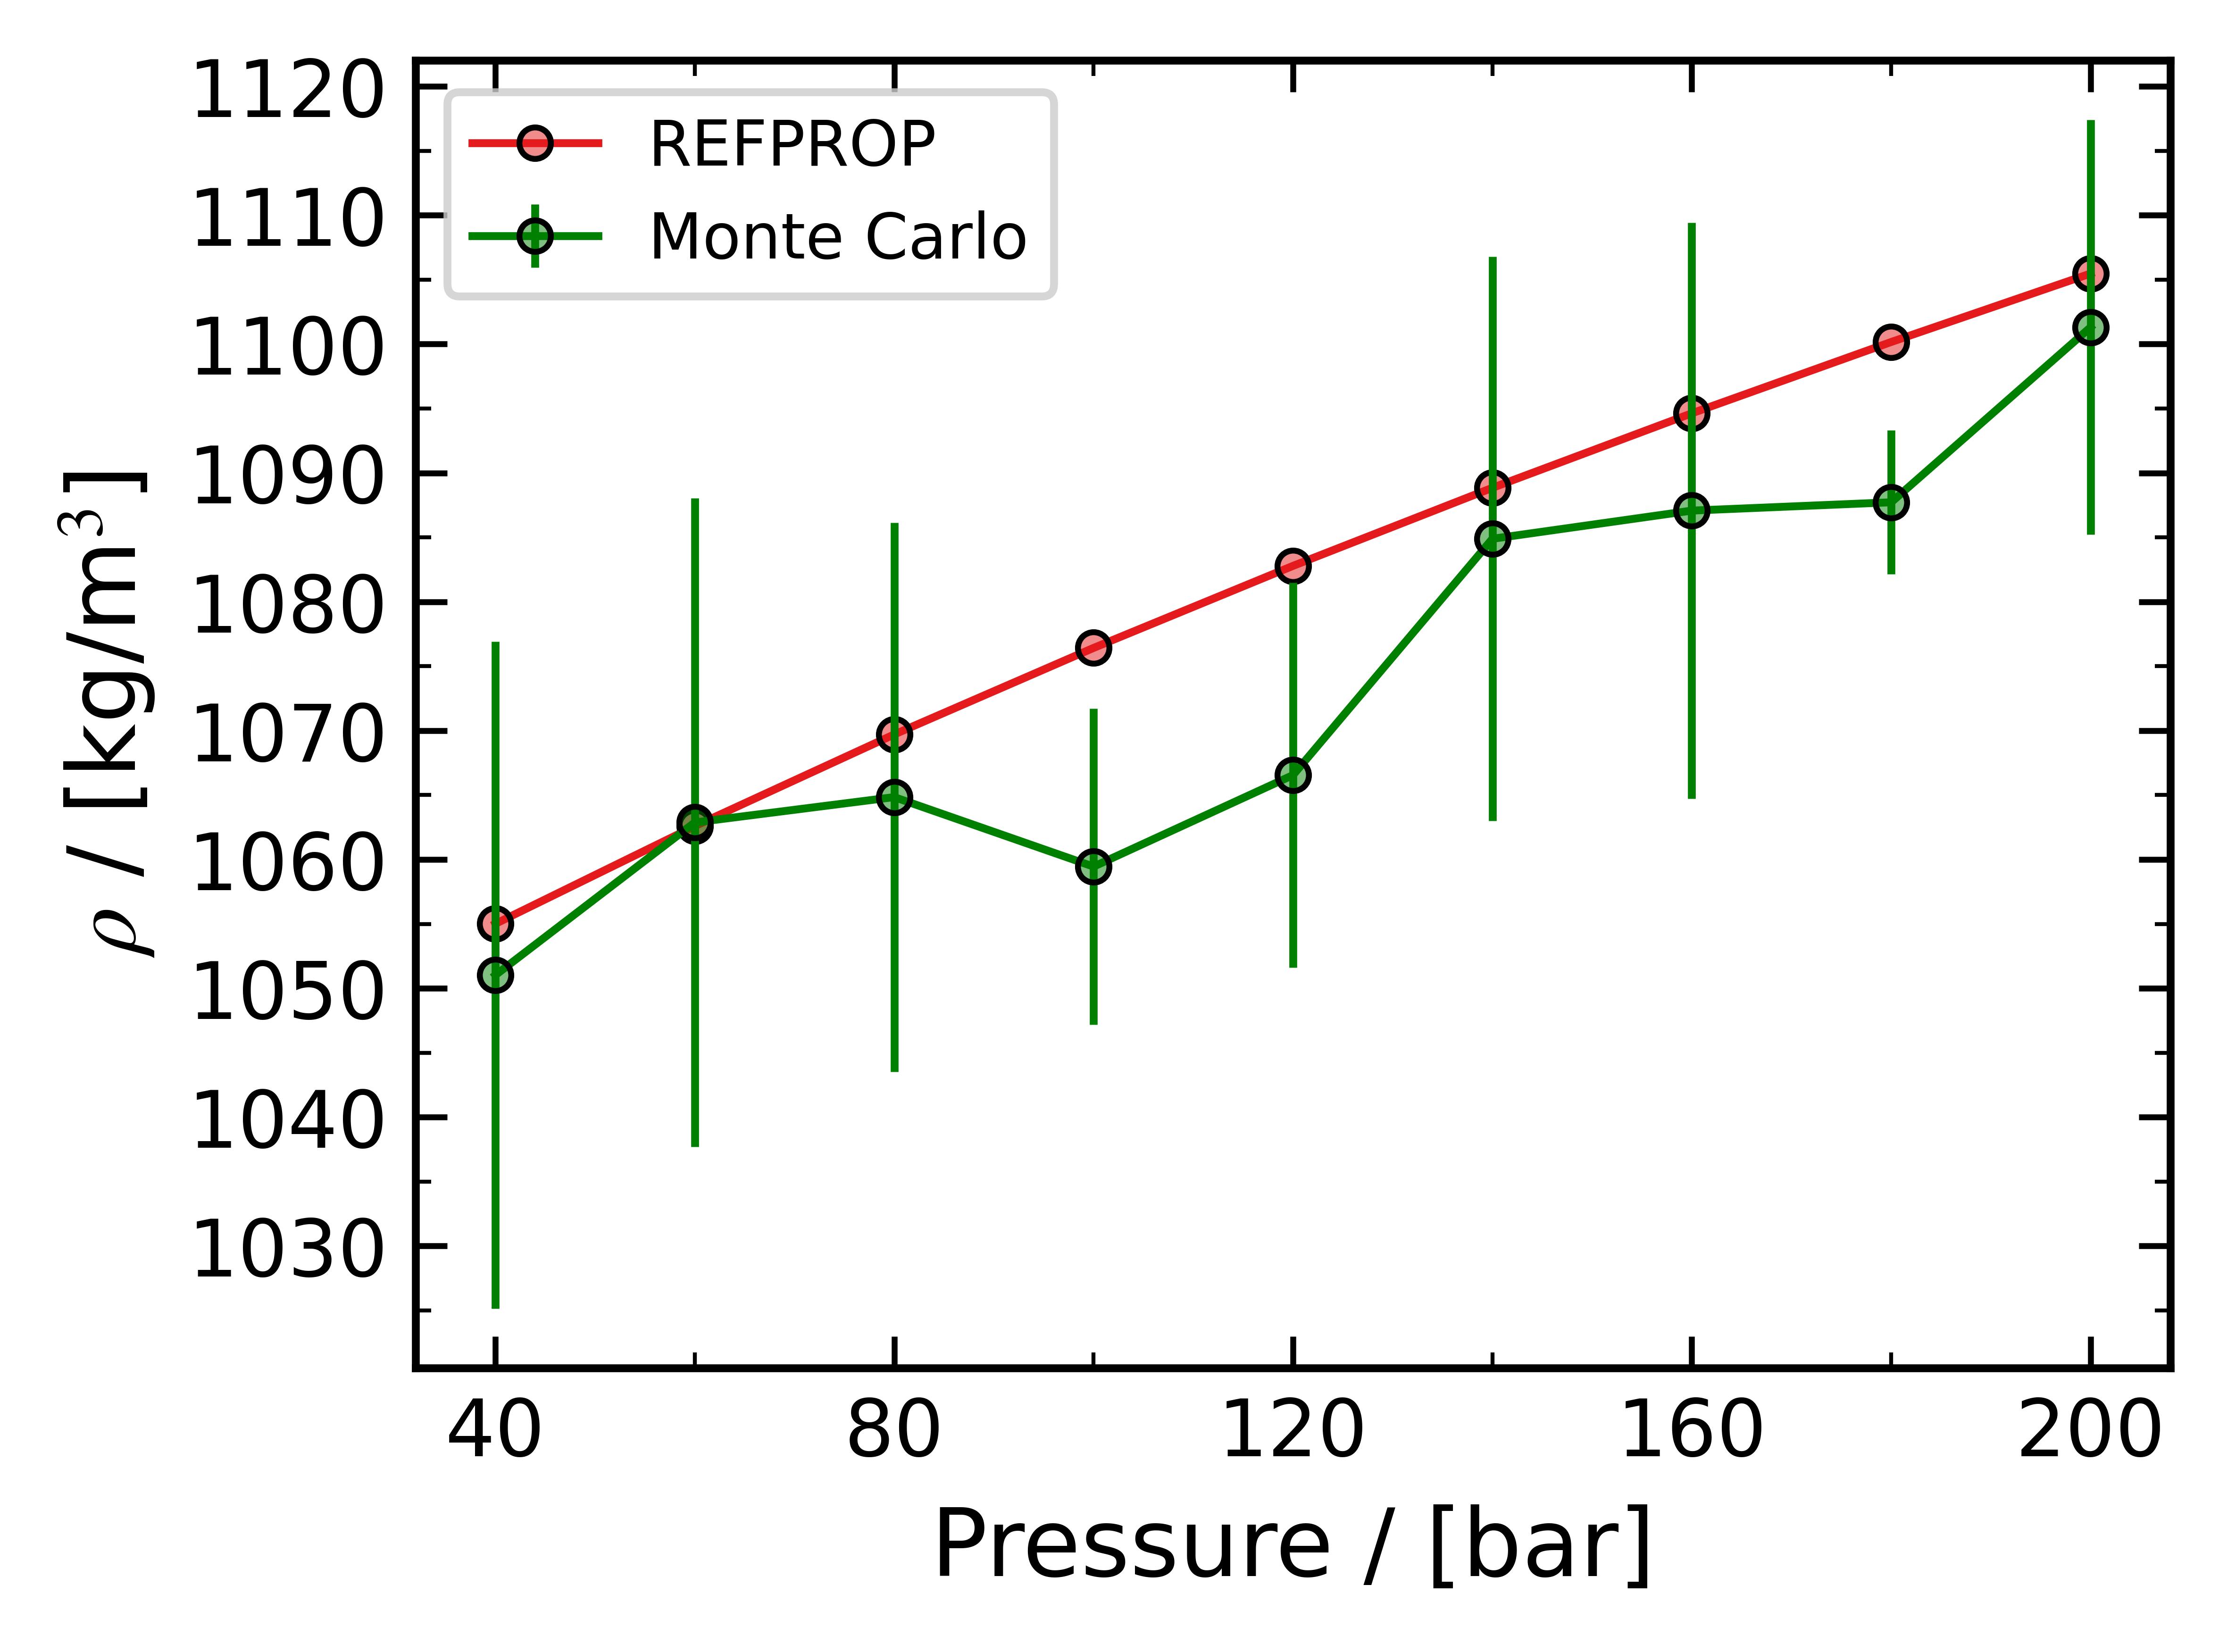 1120
1110
1100
1090
1080
1070
1060
1050
1040
1030
ρ / [kg/m³]
REFPROP
Monte Carlo
40 80 120 160 200
Pressure / [bar]